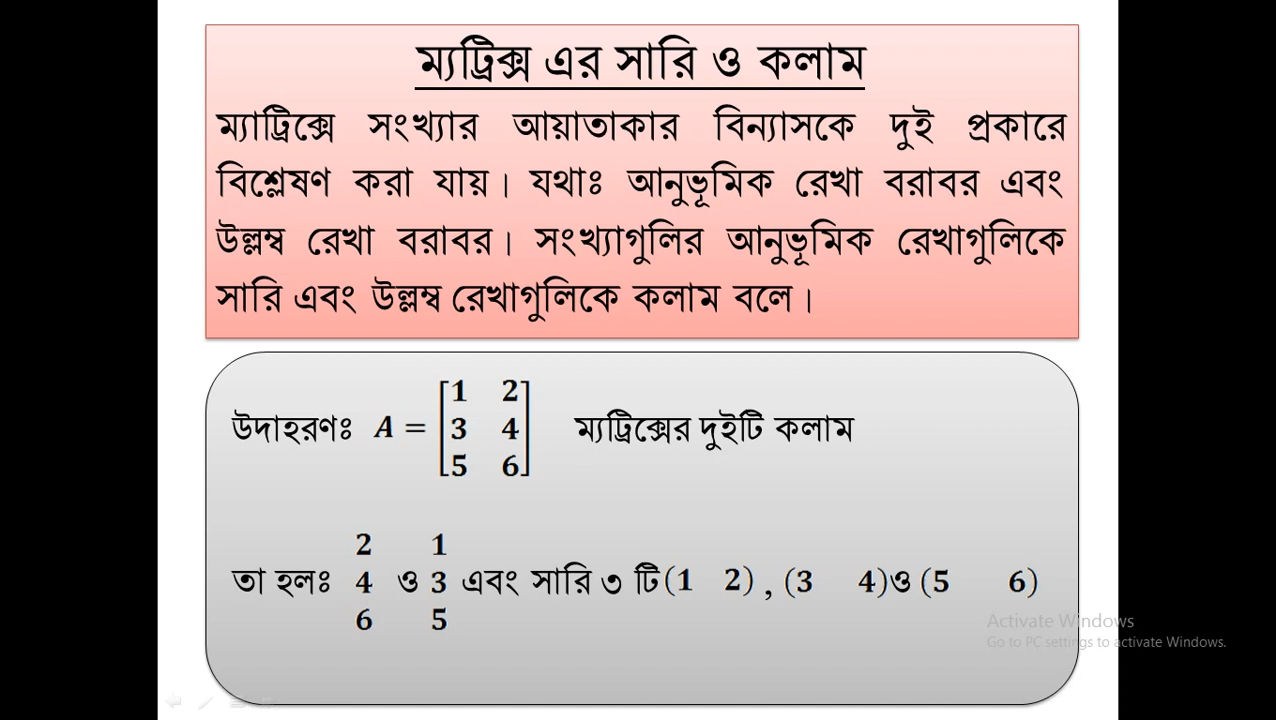 ম্যট্রিক্স এর সারি ও কলাম
ম্যাট্রিক্সে সংখ্যার আয়াতাকার বিন্যাসকে দুই প্রকারে
বিশ্লেষণ করা যায়। যথাঃ আনুভূমিক রেখা বরাবর এবং
উল্লম্ব রেখা বরাবর। সংখ্যাগুলির আনুভূমিক রেখাগুলিকে
সারি এবং উল্লম্ব রেখাগুলিকে কলাম বলে।
1 2
উদাহরণঃ A = 3 4 ম্যট্রিক্সের দুইটি কলাম
5 6
2 1
তা হলঃ 4 ও 3 এবং সারি ৩ টি (1 2) , (3 4)ও (5 6)
6 5
Activate Windows
Go to PC settings to activate Windows.